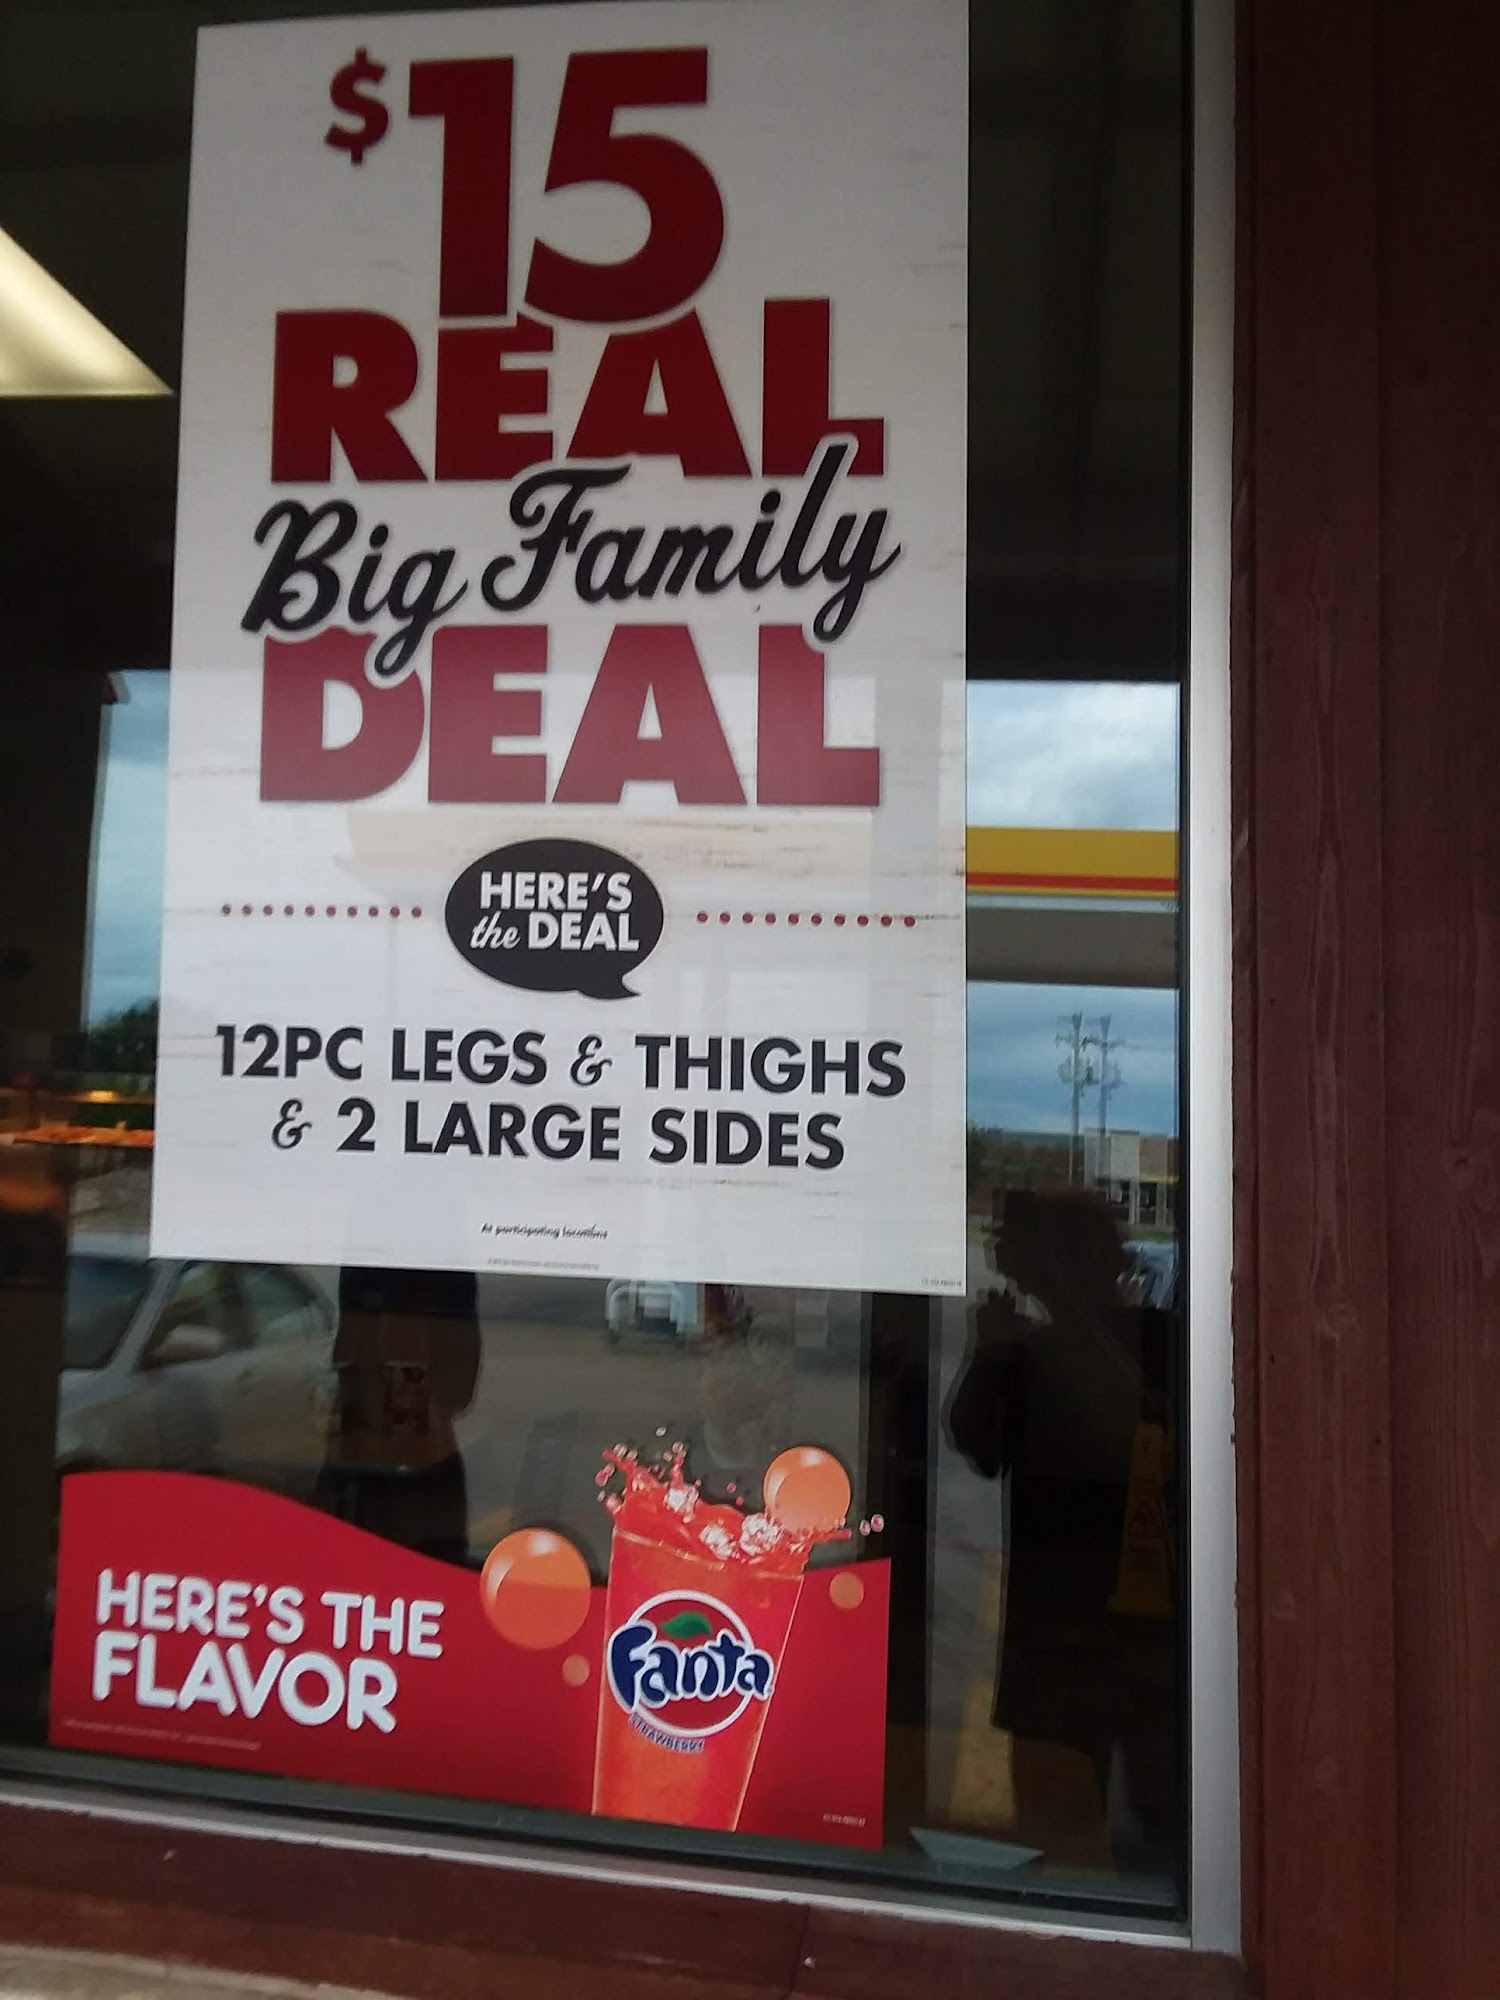 $15
REAL
Big Family
DEAL
HERE'S
the DEAL
12PC LEGS & THIGHS
& 2 LARGE SIDES
At participating locations
HERE'S THE
FLAVOR
Fanta
STRAWBERRY